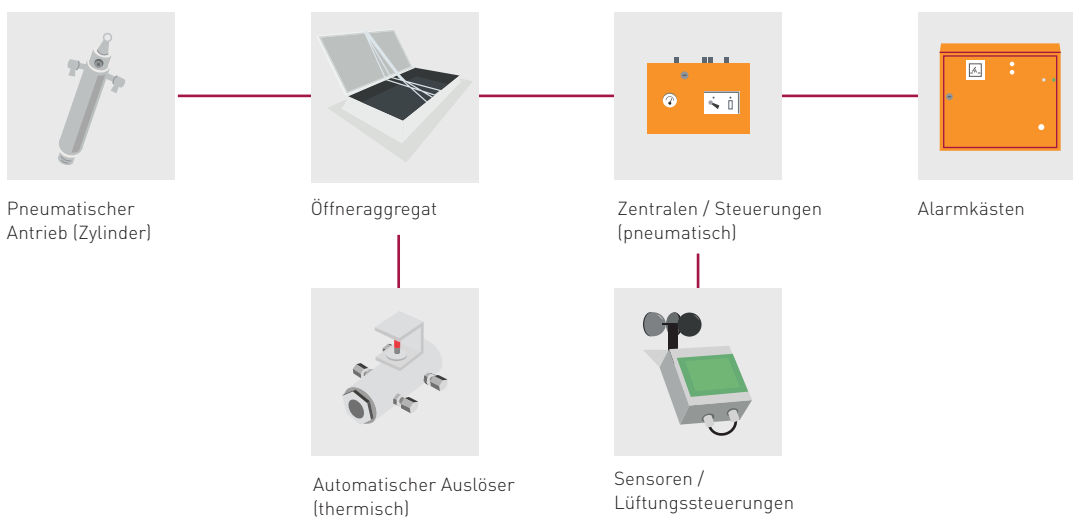 Pneumatischer
Antrieb (Zylinder)
Öffneraggregat
Zentralen / Steuerungen
(pneumatisch)
Alarmkästen
Automatischer Auslöser
(thermisch)
Sensoren /
Lüftungssteuerungen